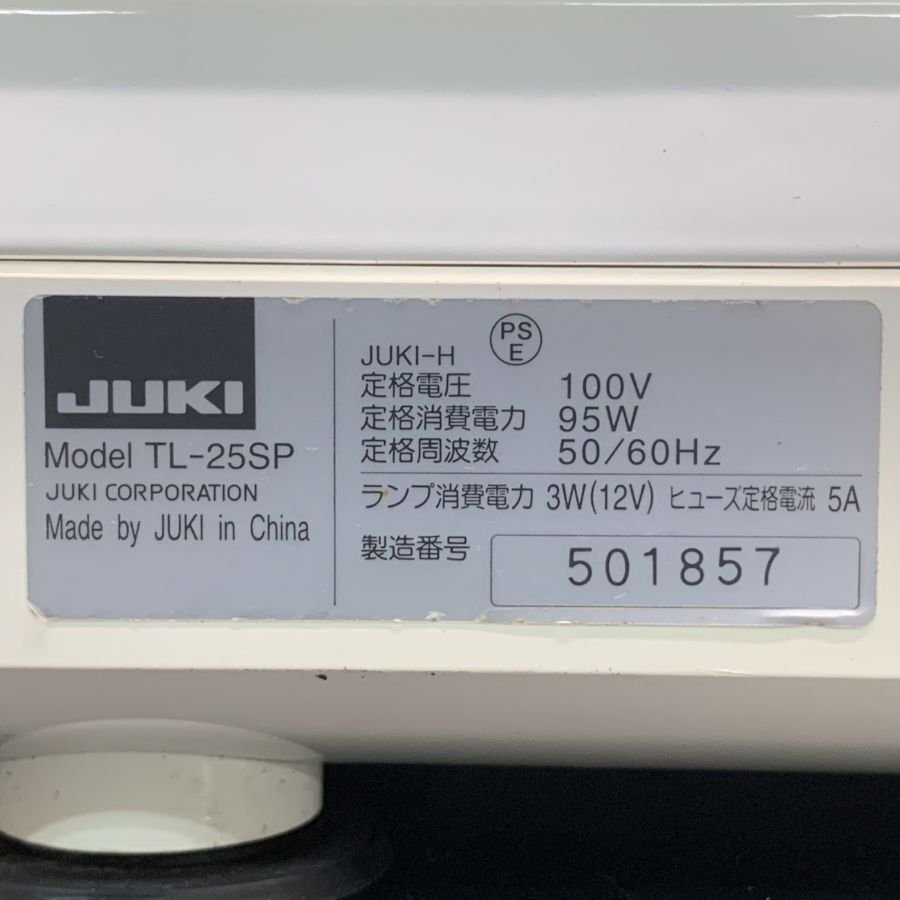 JUKI
Model TL-25SP
JUKI CORPORATION
Made by JUKI in China
PS
E
JUKI-H
定格電圧 100V
定格消費電力 95W
定格周波数 50/60Hz
ランプ消費電力 3W(12V) ヒューズ定格電流 5A
製造番号 501857